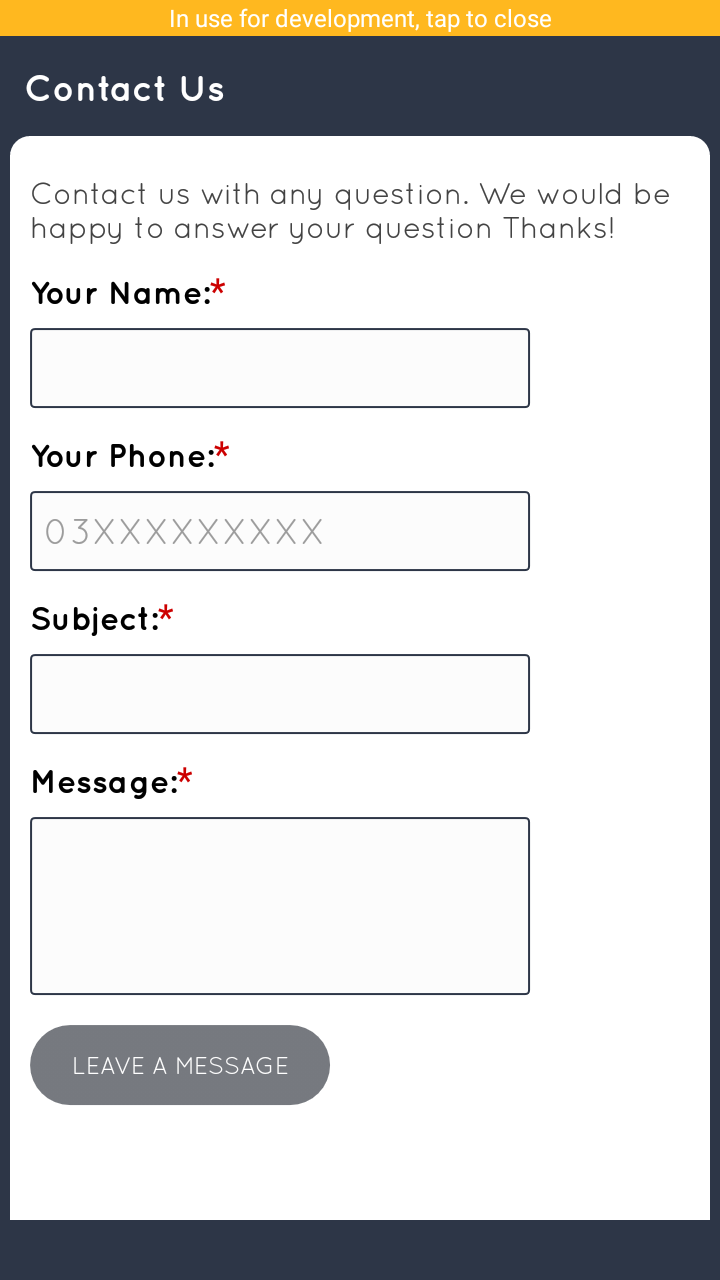 In use for development, tap to close
Contact Us
Contact us with any question. We would be
happy to answer your question Thanks!
Your Name:*
Your Phone:*
03XXXXXXXXX
Subject:*
Message:*
LEAVE A MESSAGE